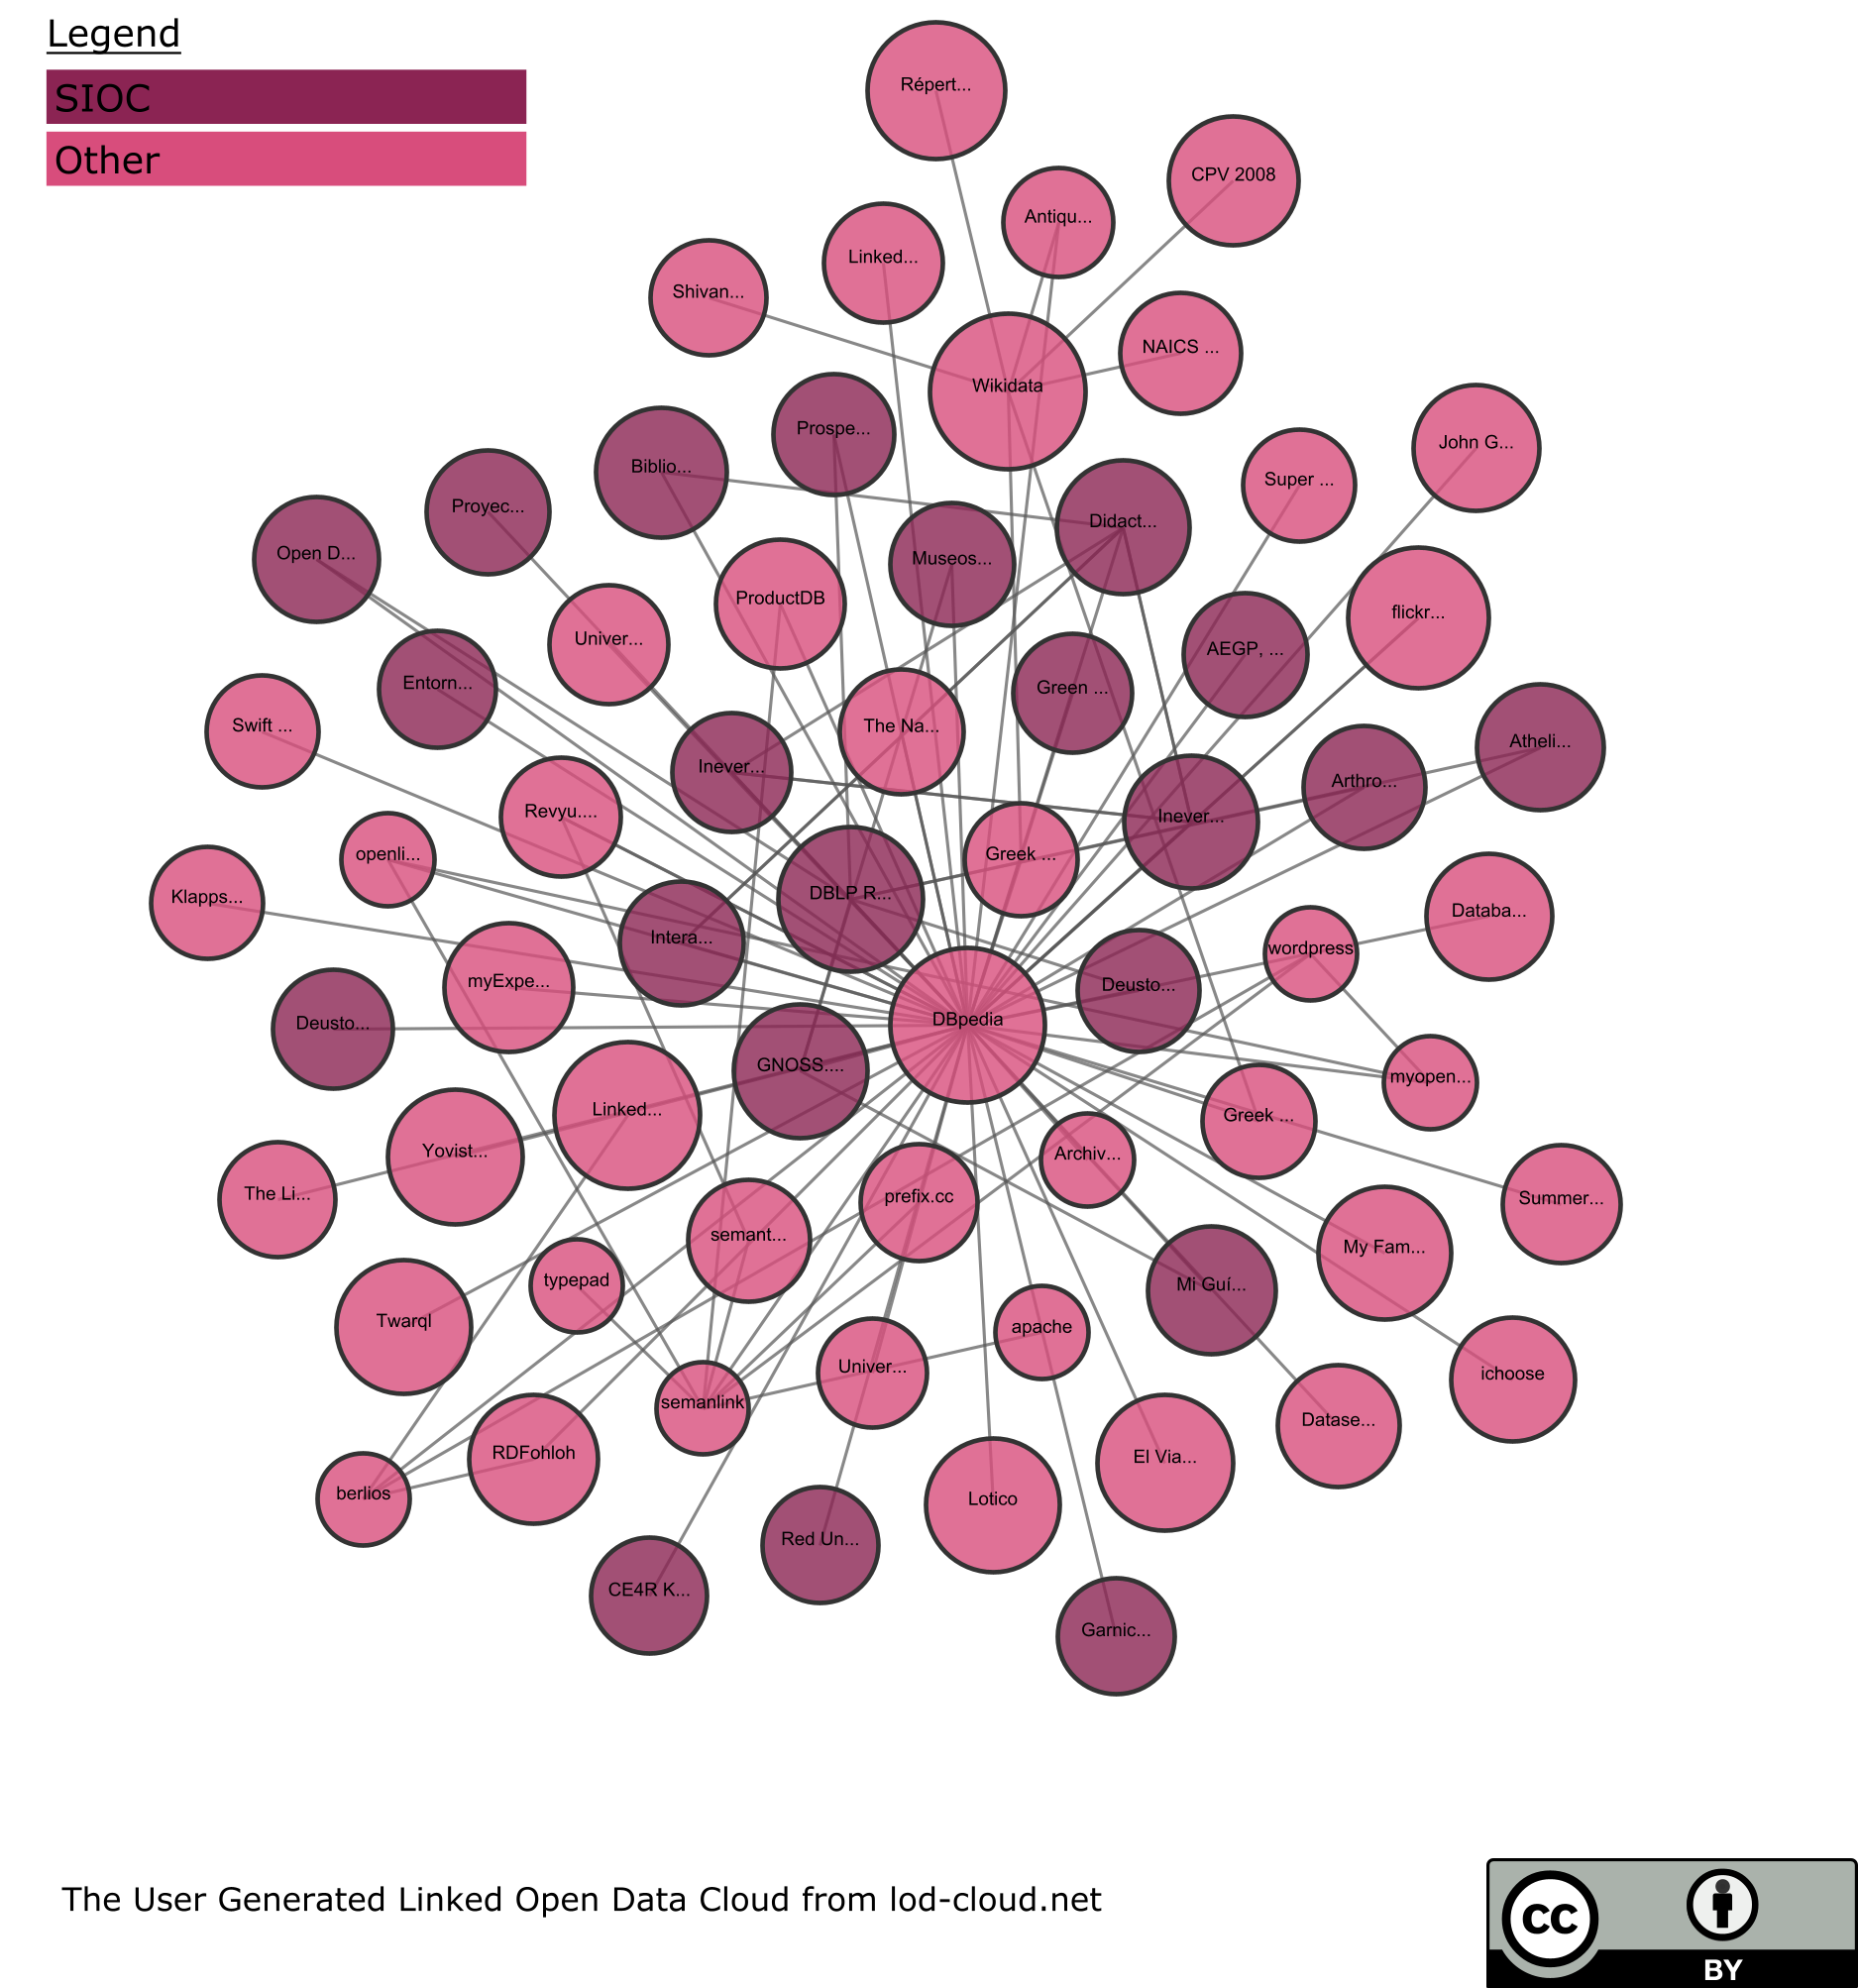 Legend
SIOC
Other
Répert...
CPV 2008
Antiqu...
Linked...
Shivan...
NAICS ...
Wikidata
Prospe...
John G...
Biblio...
Super ...
Proyec...
Didact...
Open D...
Museos...
ProductDB
flickr...
Univer...
AEGP, ...
Entorn...
Green ...
Swift ...
The Na...
Atheli...
Inever...
Arthro...
Revyu....
Inever...
openli...
Greek ...
Klapps...
DBLP R...
Databa...
Intera...
wordpress
myExpe...
Deusto...
Deusto...
DBpedia
GNOSS....
myopen...
Linked...
Greek ...
Yovist...
Archiv...
The Li...
prefix.cc
Summer...
semant...
My Fam...
typepad
Mi Guí...
Twarql
apache
Univer...
ichoose
semanlink
Datase...
RDFohloh
El Via...
berlios
Lotico
Red Un...
CE4R K...
Garnic...
The User Generated Linked Open Data Cloud from lod-cloud.net
cc
BY